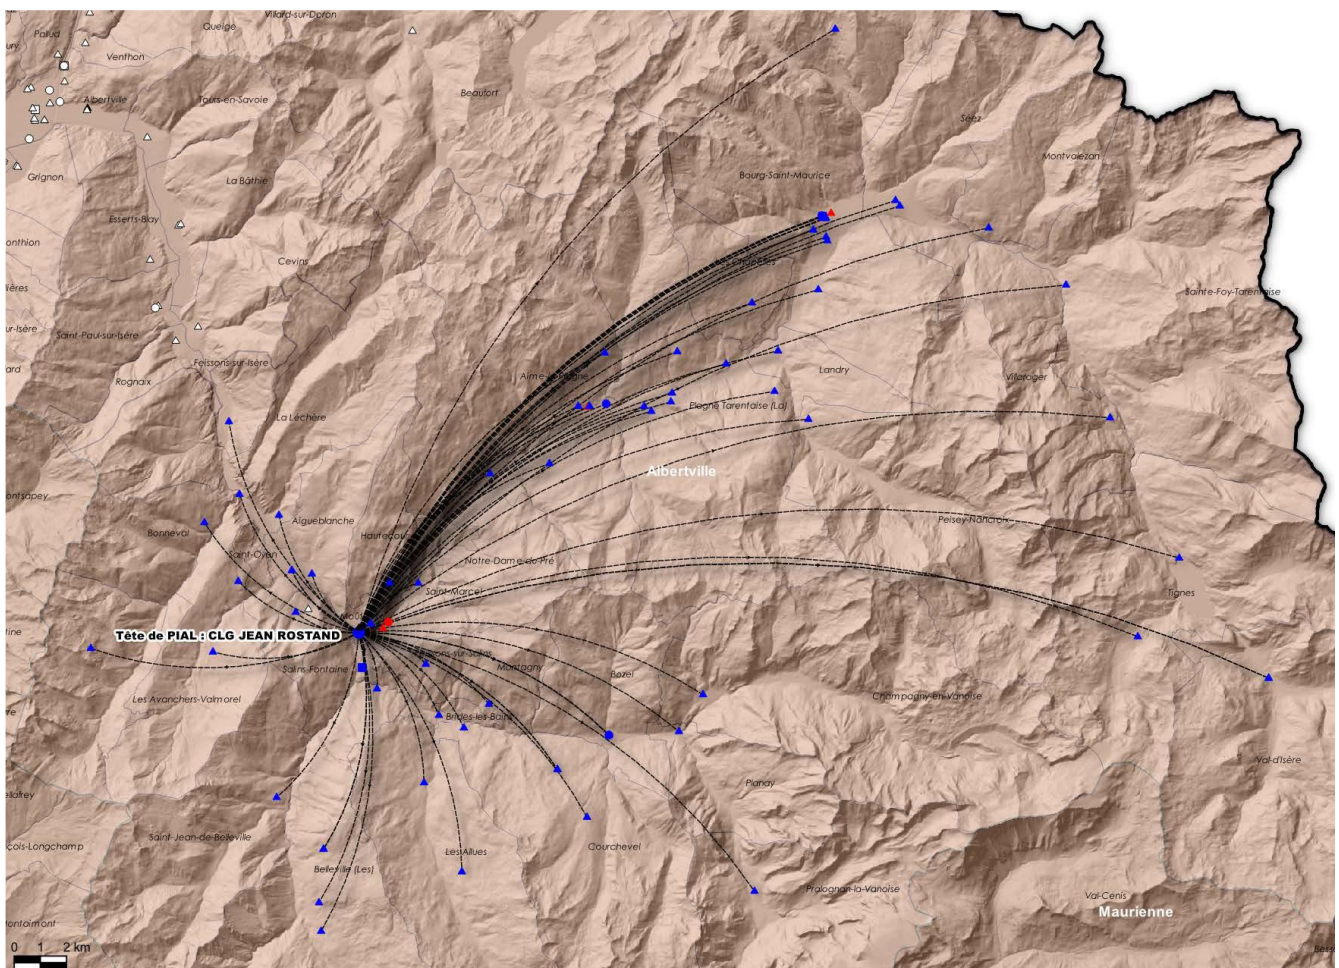 Villard-sur-Doron
Queige
Pallud
Venthon
Beaufort
Albertville
Tours-en-Savoie
Séez
Montvalezan
Bourg-Saint-Maurice
Grignon
La Bâthie
Esserts-Blay
Cevins
Sainte-Foy-Tarentaise
Saint-Paul-sur-Isère
Feissons-sur-Isère
Rognaix
Landry
Villaroger
La Léchère
Plagne Tarentaise (La)
Albertville
Aigueblanche
Bonneval
Peisey-Nancroix
Saint-Oyen
Notre-Dame-du-Pré
Saint-Marcel
Tignes
Tête de PIAL : CLG JEAN ROSTAND
Salins-Fontaine
Montagny
Bozel
Les Avanchers-Valmorel
Champagny-en-Vanoise
Brides-les-Bains
Val-d'Isère
Planay
Saint-Jean-de-Belleville
Les Allues
Courchevel
Belleville (Les)
Pralognan-la-Vanoise
Val-Cenis
Maurienne
0 1 2 km